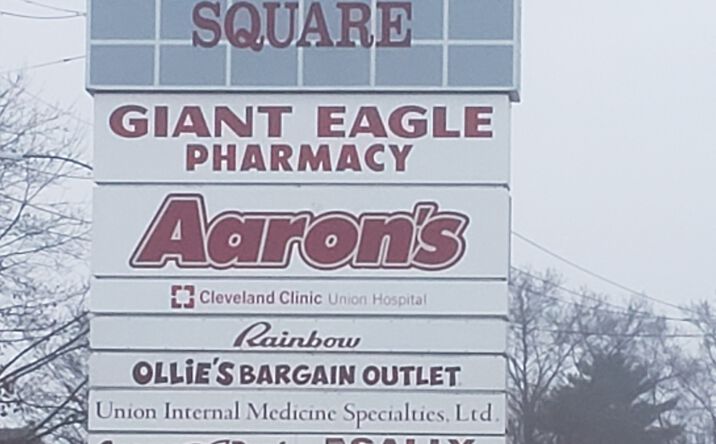 SQUARE
GIANT EAGLE
PHARMACY
Aaron's
Cleveland Clinic Union Hospital
Rainbow
OLLiE'S BARGAIN OUTLET
Union Internal Medicine Specialties, Ltd.